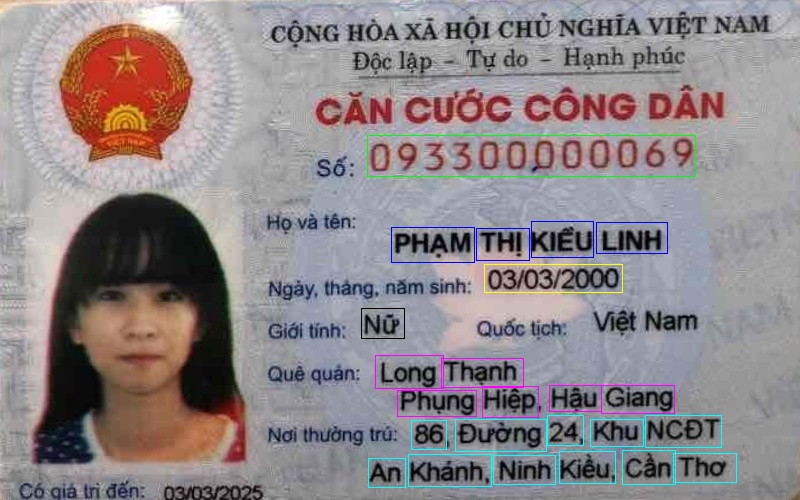 CỘNG HÒA XÃ HỘI CHỦ NGHĨA VIỆT NAM
Độc lập - Tự do - Hạnh phúc
CĂN CƯỚC CÔNG DÂN
Số: 093300000069
VIỆT NAM
Họ và tên:
PHẠM THỊ KIỀU LINH
Ngày, tháng, năm sinh: 03/03/2000
Giới tính: Nữ Quốc tịch: Việt Nam
Quê quán: Long Thạnh
Phụng Hiệp, Hậu Giang
Nơi thường trú: 86, Đường 24, Khu NCĐT
An Khánh, Ninh Kiều, Cần Thơ
Có giá trị đến: 03/03/2025